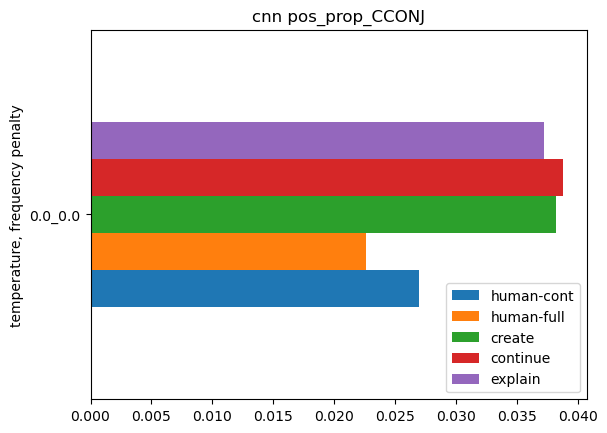 cnn pos_prop_CCONJ
temperature, frequency penalty
0.0_0.0
human-cont
human-full
create
continue
explain
0.000 0.005 0.010 0.015 0.020 0.025 0.030 0.035 0.040